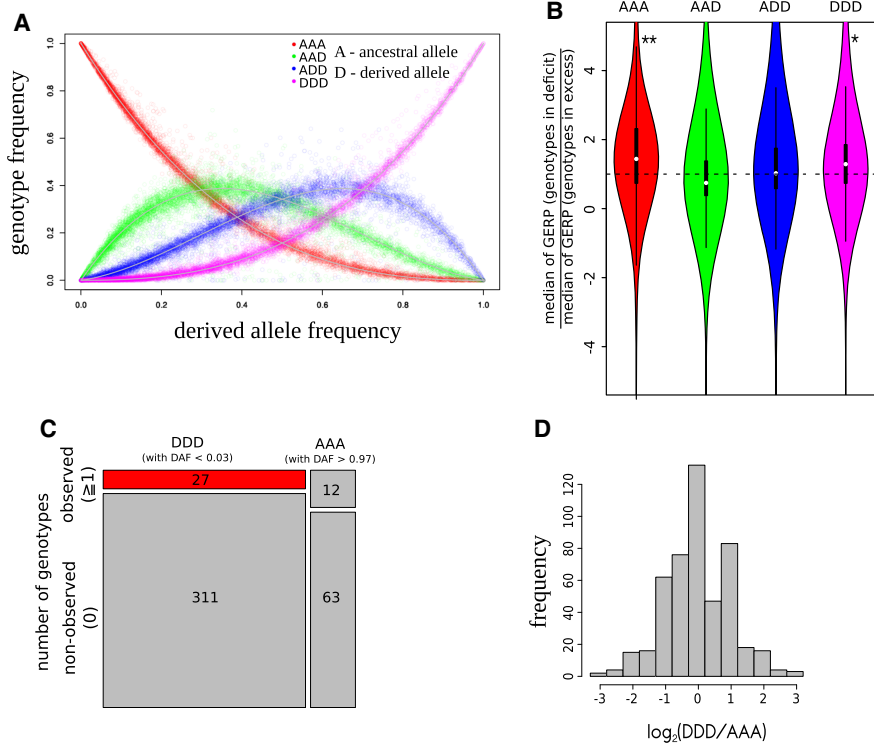 A
genotype frequency
1.0
0.8
0.6
0.4
0.2
0.0
AAA
AAD
ADD
DDD
A - ancestral allele
D - derived allele
0.0 0.2 0.4 0.6 0.8 1.0
derived allele frequency
B
AAA AAD ADD DDD
** *
median of GERP (genotypes in deficit)
median of GERP (genotypes in excess)
4
2
0
-2
-4
C
DDD
(with DAF < 0.03)
AAA
(with DAF > 0.97)
number of genotypes
observed
(≧1)
non-observed
(0)
27
12
311
63
D
frequency
120
100
80
60
40
20
0
-3 -2 -1 0 1 2 3
log2(DDD/AAA)